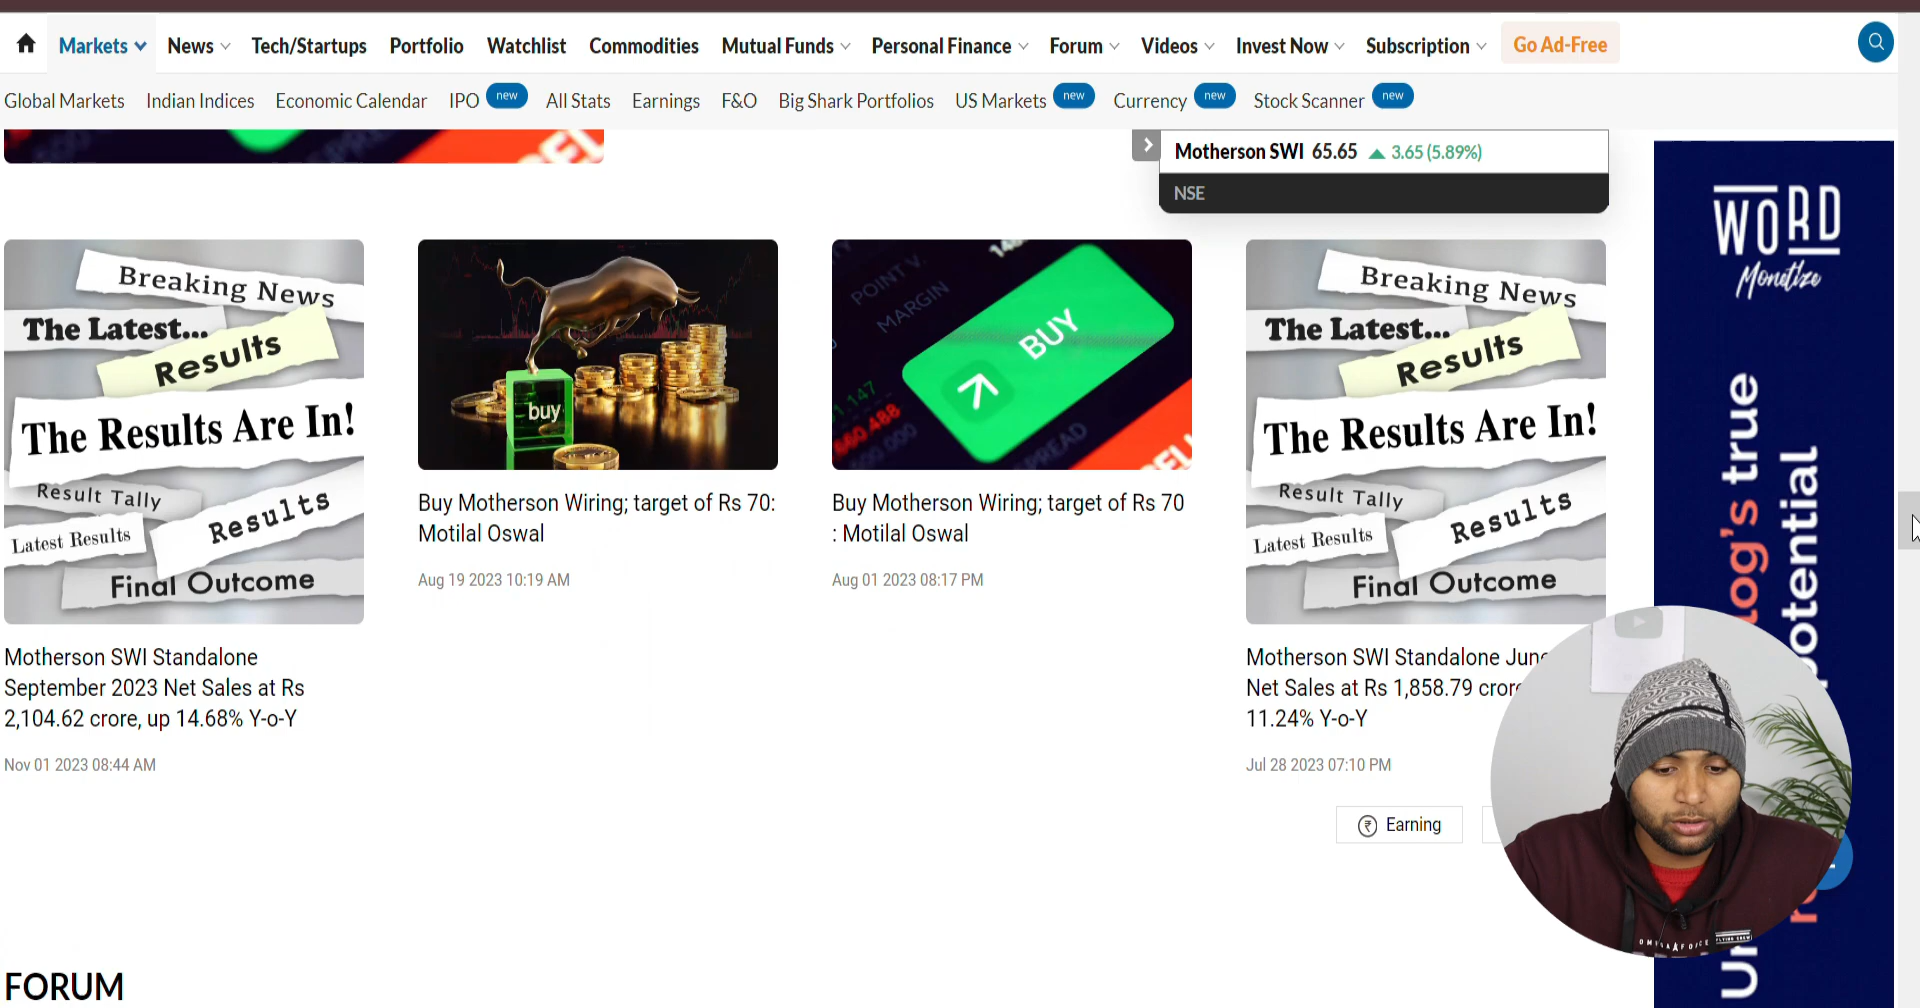 Markets
News
Tech/Startups
Portfolio
Watchlist
Commodities
Mutual Funds
Personal Finance
Forum
Videos
Invest Now
Subscription
Go Ad-Free
Global Markets
Indian Indices
Economic Calendar
IPO new
All Stats
Earnings
F&O
Big Shark Portfolios
US Markets new
Currency new
Stock Scanner new
Motherson SWI 65.65 ▲ 3.65 (5.89%)
NSE
Breaking News
The Latest...
Results
The Results Are In!
Result Tally
Results
Latest Results
Final Outcome
Motherson SWI Standalone
September 2023 Net Sales at Rs
2,104.62 crore, up 14.68% Y-o-Y
Nov 01 2023 08:44 AM
buy
Buy Motherson Wiring; target of Rs 70:
Motilal Oswal
Aug 19 2023 10:19 AM
POINT V.
MARGIN
BUY
SPREAD
Buy Motherson Wiring; target of Rs 70
: Motilal Oswal
Aug 01 2023 08:17 PM
Breaking News
The Latest...
Results
The Results Are In!
Result Tally
Results
Latest Results
Final Outcome
Motherson SWI Standalone
Net Sales at Rs 1,858.79
11.24% Y-o-Y
Jul 28 2023 07:10 PM
Earning
WORD
Monetize
true
potential
FORUM